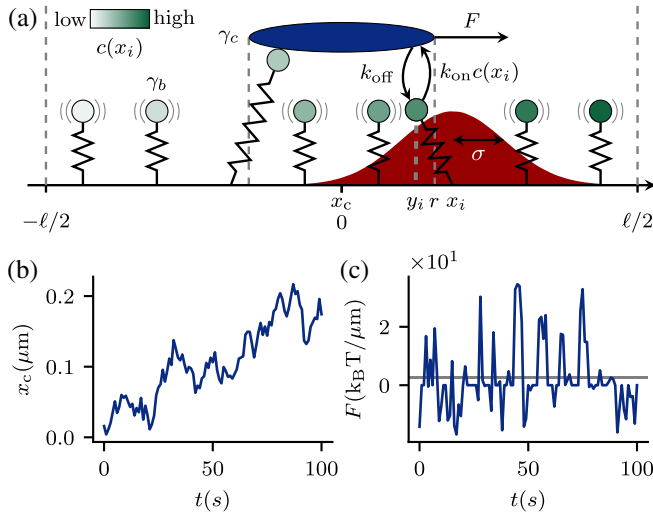 (a) low high
c(x_i)
γ_c
F
k_off k_on c(x_i)
γ_b
σ
x_c y_i r x_i
−ℓ/2 0 ℓ/2
(b)
0.2
0.1
0.0
x_c(μm)
0 50 100
t(s)
(c)
×10^1
2
0
F(k_BT/μm)
0 50 100
t(s)